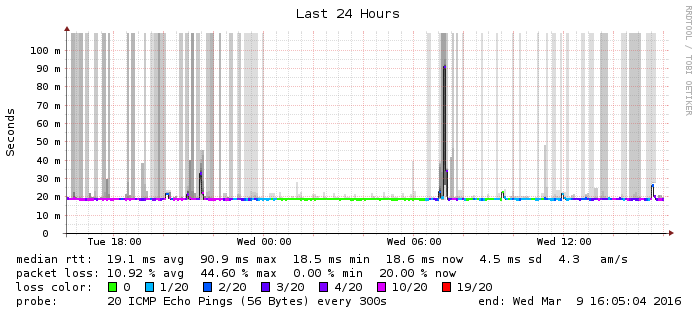 Last 24 Hours
RRDTOOL / TOBI OETIKER
Seconds
100 m
90 m
80 m
70 m
60 m
50 m
40 m
30 m
20 m
10 m
0
Tue 18:00 Wed 00:00 Wed 06:00 Wed 12:00
median rtt: 19.1 ms avg 90.9 ms max 18.5 ms min 18.6 ms now 4.5 ms sd 4.3 am/s
packet loss: 10.92 % avg 44.60 % max 0.00 % min 20.00 % now
loss color: 0 1/20 2/20 3/20 4/20 10/20 19/20
probe: 20 ICMP Echo Pings (56 Bytes) every 300s end: Wed Mar 9 16:05:04 2016